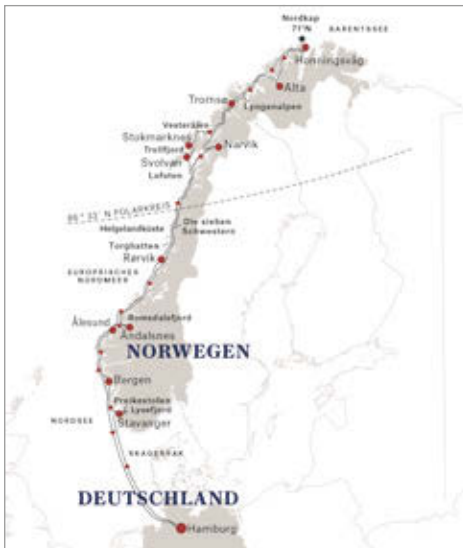 Nordkap
71°N
BARENTSSEE
Honningsvåg
Alta
Tromsø
Lyngenalpen
Vesterålen
Stokmarknes
Narvik
Trollfjord
Svolvær
Lofoten
66° 33´ N POLARKREIS
Die sieben
Schwestern
Helgelandküste
Torghatten
Rørvik
EUROPÄISCHES
NORDMEER
Romsdalsfjord
Ålesund
Åndalsnes
NORWEGEN
Bergen
Preikestolen
Lysefjord
NORDSEE
Stavanger
SKAGERRAK
DEUTSCHLAND
Hamburg